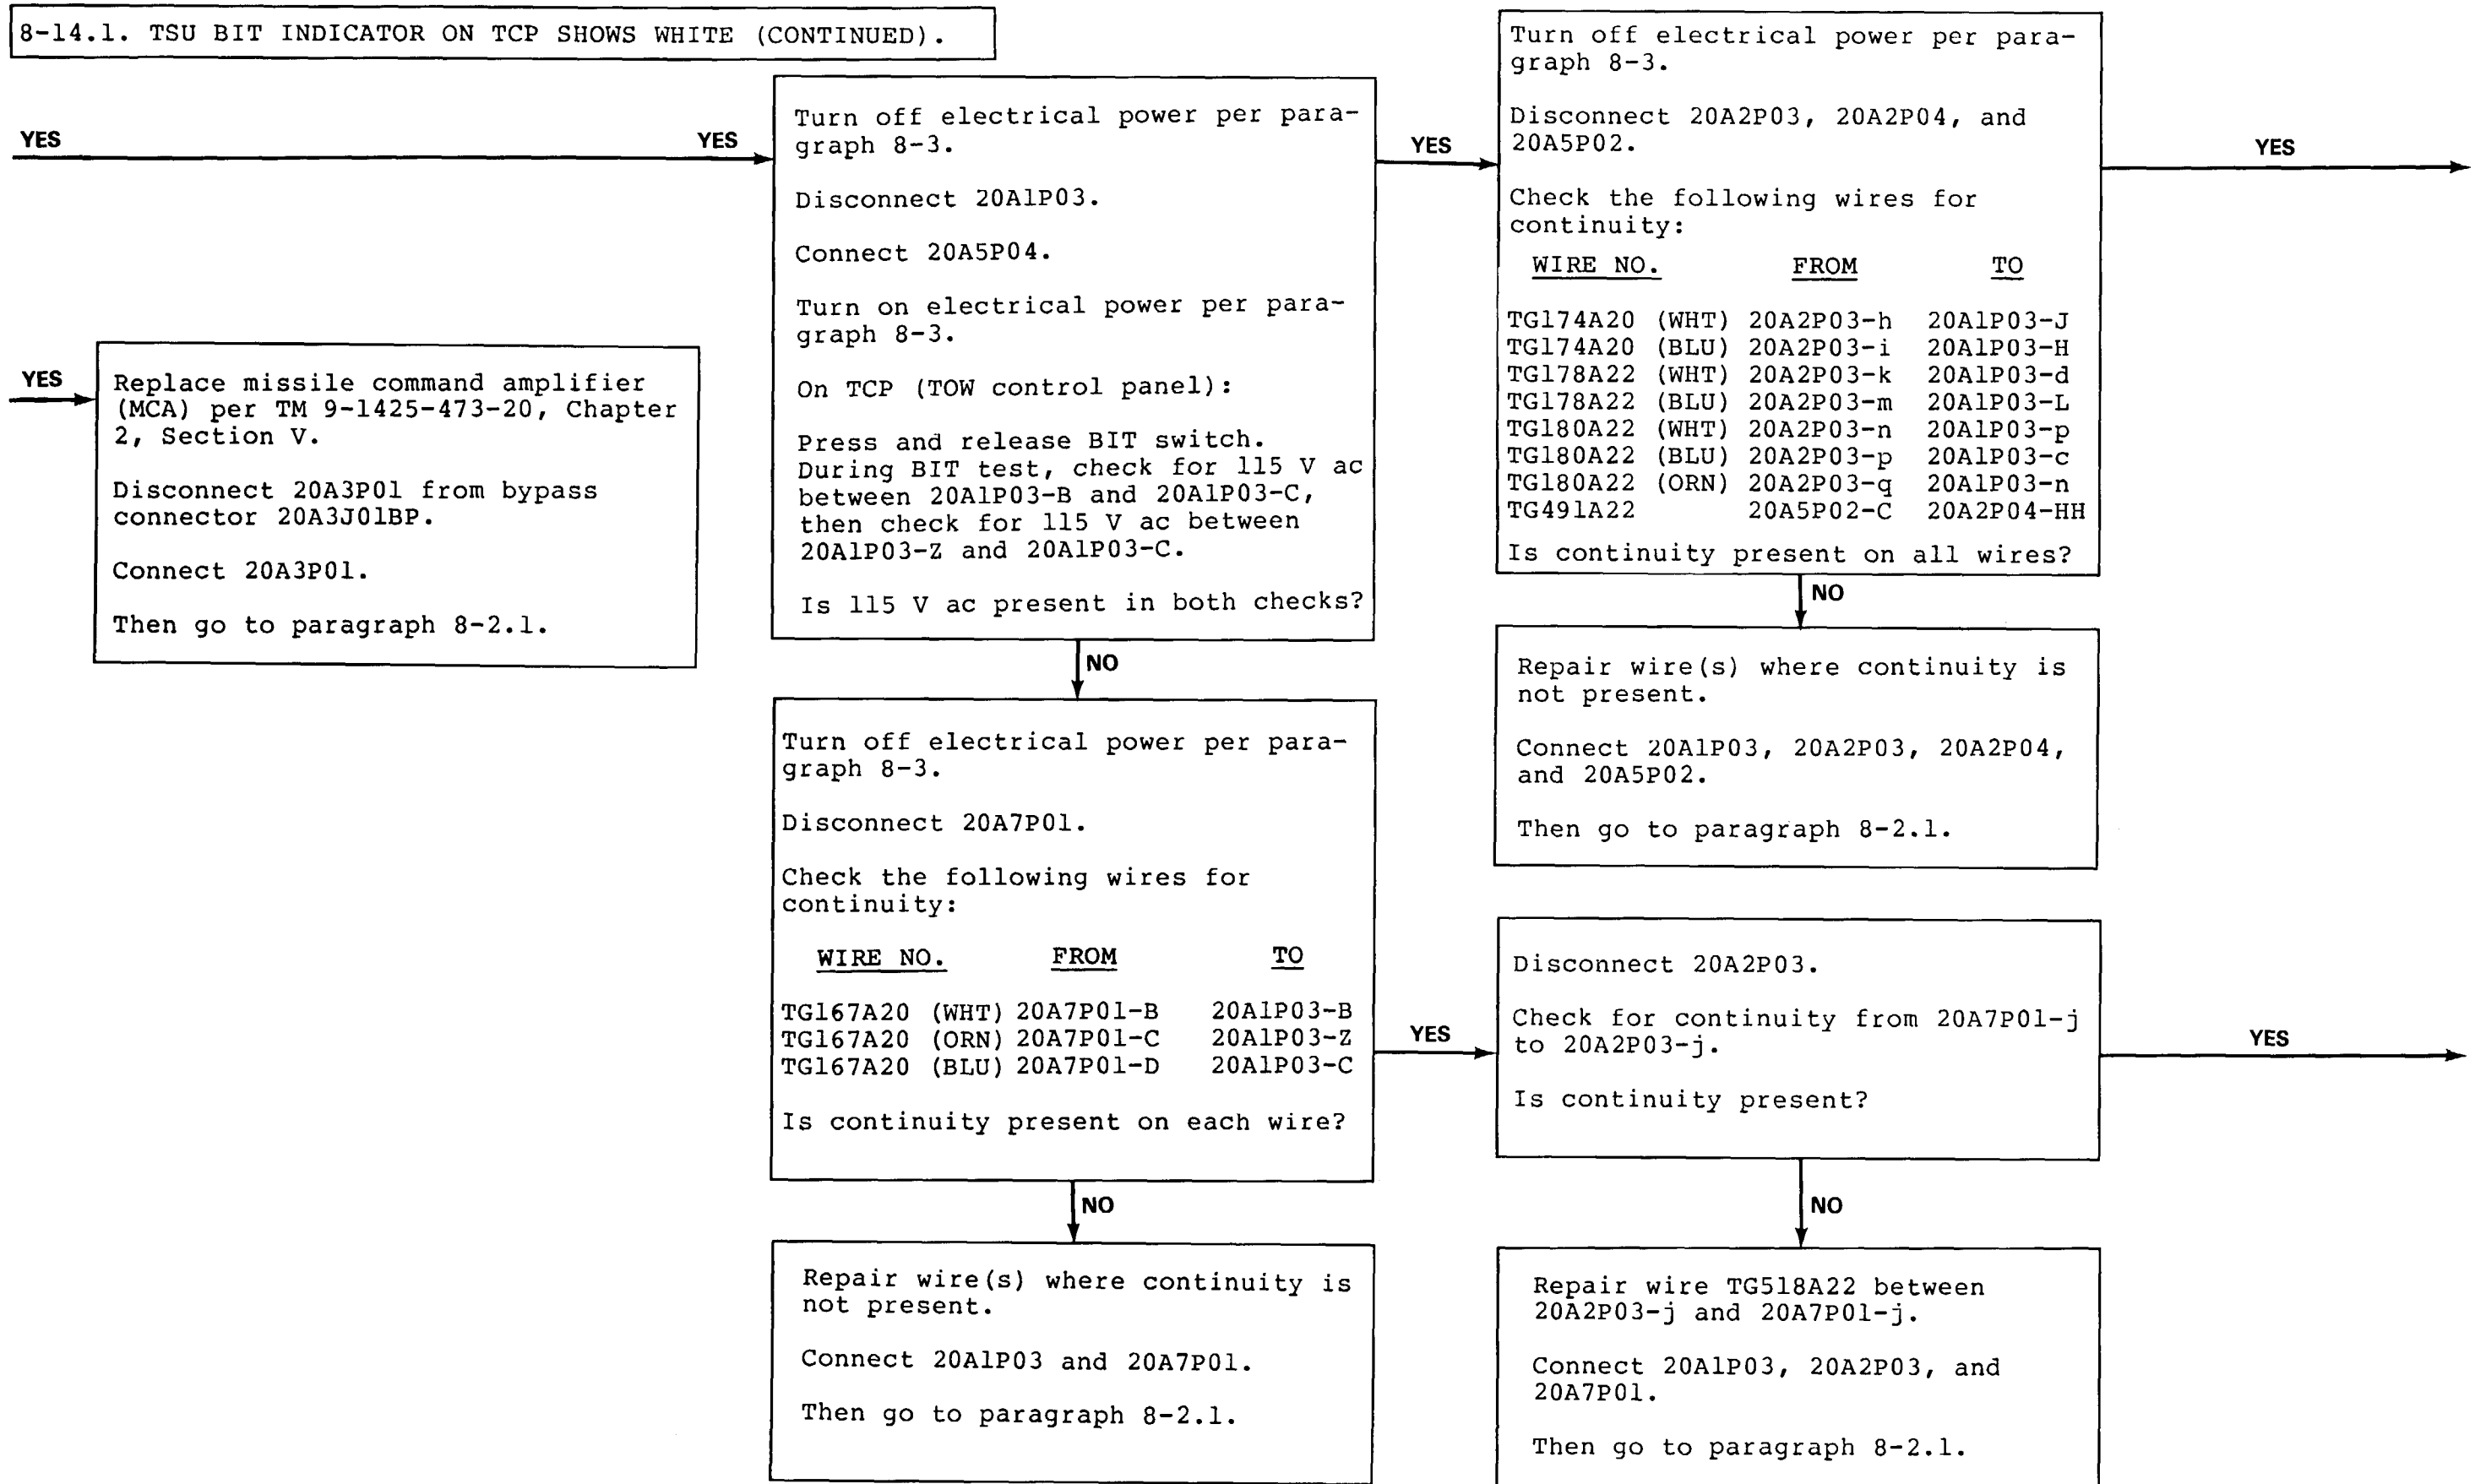 8-14.1. TSU BIT INDICATOR ON TCP SHOWS WHITE (CONTINUED).
YES
YES
Turn off electrical power per para-
graph 8-3.
Disconnect 20A1P03.
Connect 20A5P04.
Turn on electrical power per para-
graph 8-3.
On TCP (TOW control panel):
Press and release BIT switch.
During BIT test, check for 115 V ac
between 20A1P03-B and 20A1P03-C,
then check for 115 V ac between
20A1P03-Z and 20A1P03-C.
Is 115 V ac present in both checks?
YES
Turn off electrical power per para-
graph 8-3.
Disconnect 20A2P03, 20A2P04, and
20A5P02.
Check the following wires for
continuity:
WIRE NO. FROM TO
TG174A20 (WHT) 20A2P03-h 20A1P03-J
TG174A20 (BLU) 20A2P03-i 20A1P03-H
TG178A22 (WHT) 20A2P03-k 20A1P03-d
TG178A22 (BLU) 20A2P03-m 20A1P03-L
TG180A22 (WHT) 20A2P03-n 20A1P03-p
TG180A22 (BLU) 20A2P03-p 20A1P03-c
TG180A22 (ORN) 20A2P03-q 20A1P03-n
TG491A22 20A5P02-C 20A2P04-HH
Is continuity present on all wires?
YES
NO
Repair wire(s) where continuity is
not present.
Connect 20A1P03, 20A2P03, 20A2P04,
and 20A5P02.
Then go to paragraph 8-2.1.
YES
Replace missile command amplifier
(MCA) per TM 9-1425-473-20, Chapter
2, Section V.
Disconnect 20A3P01 from bypass
connector 20A3J01BP.
Connect 20A3P01.
Then go to paragraph 8-2.1.
NO
Turn off electrical power per para-
graph 8-3.
Disconnect 20A7P01.
Check the following wires for
continuity:
WIRE NO. FROM TO
TG167A20 (WHT) 20A7P01-B 20A1P03-B
TG167A20 (ORN) 20A7P01-C 20A1P03-Z
TG167A20 (BLU) 20A7P01-D 20A1P03-C
Is continuity present on each wire?
YES
Disconnect 20A2P03.
Check for continuity from 20A7P01-j
to 20A2P03-j.
Is continuity present?
YES
NO
Repair wire(s) where continuity is
not present.
Connect 20A1P03 and 20A7P01.
Then go to paragraph 8-2.1.
NO
Repair wire TG518A22 between
20A2P03-j and 20A7P01-j.
Connect 20A1P03, 20A2P03, and
20A7P01.
Then go to paragraph 8-2.1.